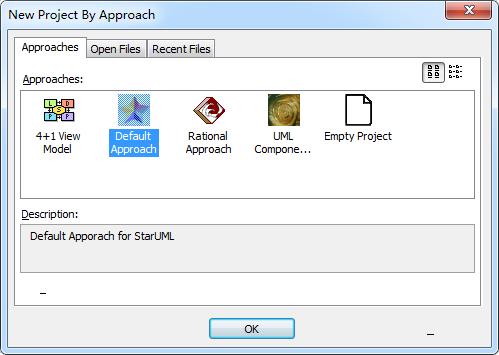 New Project By Approach
Approaches
Open Files
Recent Files
Approaches:
4+1 View
Model
Default
Approach
Rational
Approach
UML
Compone...
Empty Project
Description:
Default Apporach for StarUML
OK